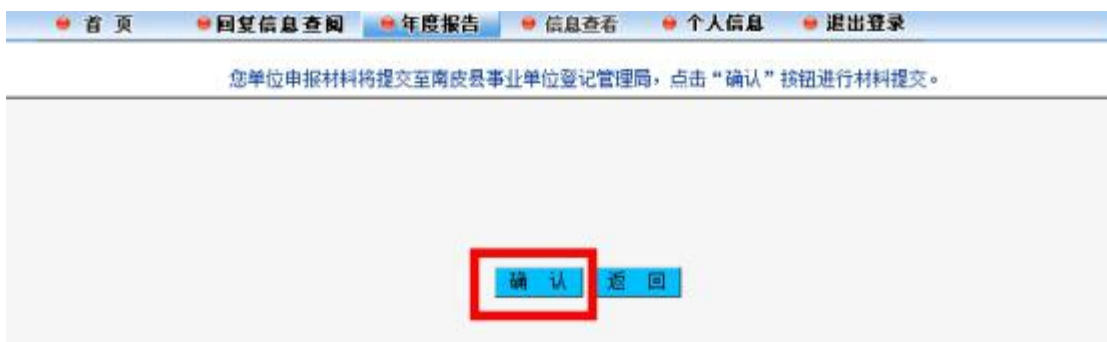 首 页 回复信息查阅 年度报告 信息查看 个人信息 退出登录
您单位申报材料将提交至南皮县事业单位登记管理局，点击“确认”按钮进行材料提交。
确 认 返 回